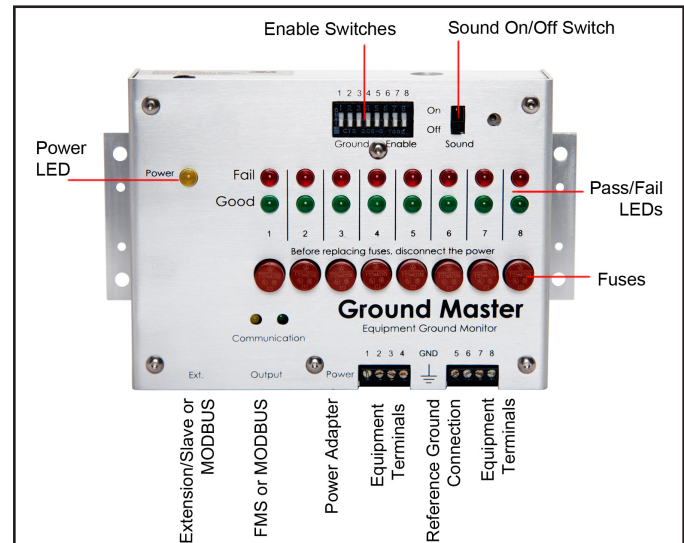 Enable Switches
Sound On/Off Switch
1 2 3 4 5 6 7 8
On
Off
Ground Enable
Sound
Power
LED
Power
Fail
Good
Pass/Fail
LEDs
1 2 3 4 5 6 7 8
Before replacing fuses, disconnect the power
Fuses
Ground Master
Equipment Ground Monitor
Communication
1 2 3 4 GND 5 6 7 8
Ext. Output Power
Extension/Slave or
MODBUS
FMS or MODBUS
Power Adapter
Equipment
Terminals
Reference Ground
Connection
Equipment
Terminals